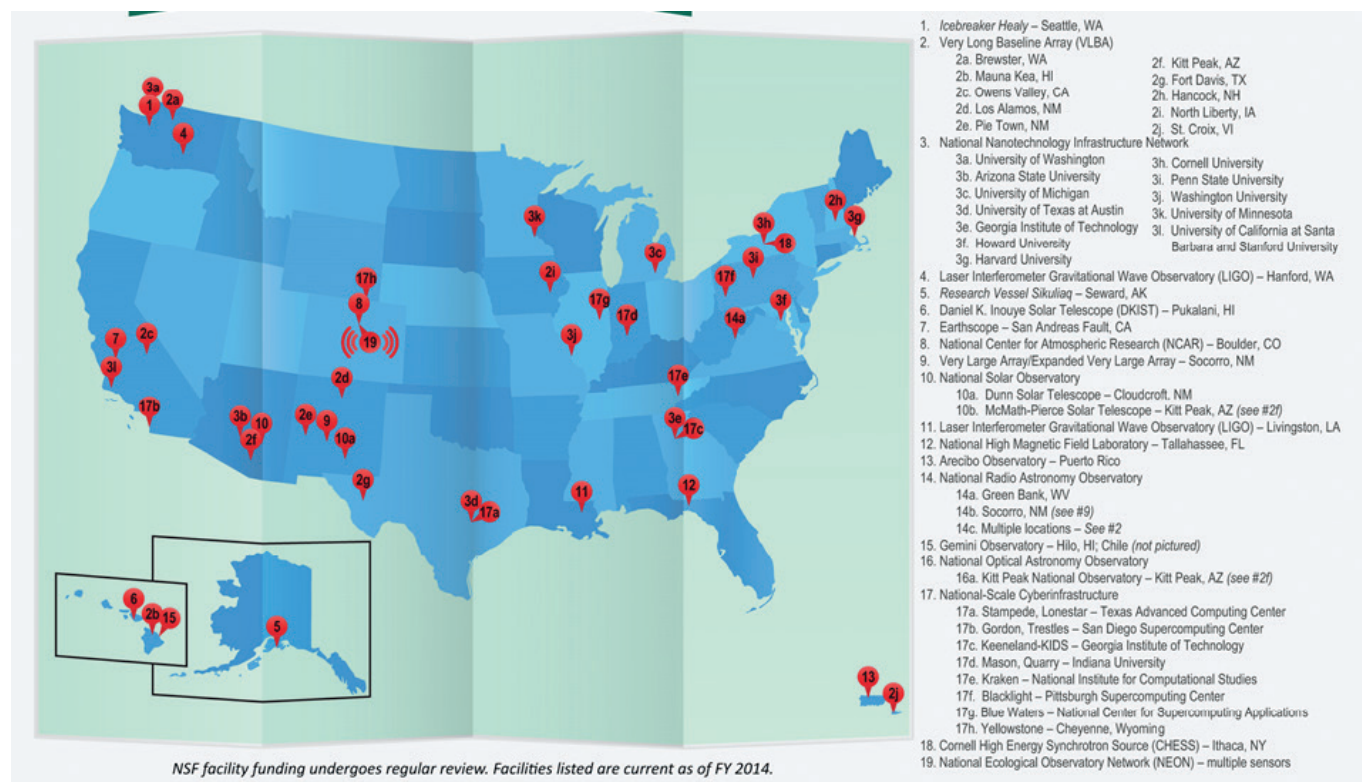 1. Icebreaker Healy – Seattle, WA
2. Very Long Baseline Array (VLBA)
2a. Brewster, WA
2b. Mauna Kea, HI
2c. Owens Valley, CA
2d. Los Alamos, NM
2e. Pie Town, NM
2f. Kitt Peak, AZ
2g. Fort Davis, TX
2h. Hancock, NH
2i. North Liberty, IA
2j. St. Croix, VI
3. National Nanotechnology Infrastructure Network
3a. University of Washington
3b. Arizona State University
3c. University of Michigan
3d. University of Texas at Austin
3e. Georgia Institute of Technology
3f. Howard University
3g. Harvard University
3h. Cornell University
3i. Penn State University
3j. Washington University
3k. University of Minnesota
3l. University of California at Santa
Barbara and Stanford University
4. Laser Interferometer Gravitational Wave Observatory (LIGO) – Hanford, WA
5. Research Vessel Sikuliaq – Seward, AK
6. Daniel K. Inouye Solar Telescope (DKIST) – Pukalani, HI
7. Earthscope – San Andreas Fault, CA
8. National Center for Atmospheric Research (NCAR) – Boulder, CO
9. Very Large Array/Expanded Very Large Array – Socorro, NM
10. National Solar Observatory
10a. Dunn Solar Telescope – Cloudcroft, NM
10b. McMath-Pierce Solar Telescope – Kitt Peak, AZ (see #2f)
11. Laser Interferometer Gravitational Wave Observatory (LIGO) – Livingston, LA
12. National High Magnetic Field Laboratory – Tallahassee, FL
13. Arecibo Observatory – Puerto Rico
14. National Radio Astronomy Observatory
14a. Green Bank, WV
14b. Socorro, NM (see #9)
14c. Multiple locations – See #2
15. Gemini Observatory – Hilo, HI; Chile (not pictured)
16. National Optical Astronomy Observatory
16a. Kitt Peak National Observatory – Kitt Peak, AZ (see #2f)
17. National-Scale Cyberinfrastructure
17a. Stampede, Lonestar – Texas Advanced Computing Center
17b. Gordon, Trestles – San Diego Supercomputing Center
17c. Keeneland-KIDS – Georgia Institute of Technology
17d. Mason, Quarry – Indiana University
17e. Kraken – National Institute for Computational Studies
17f. Blacklight – Pittsburgh Supercomputing Center
17g. Blue Waters – National Center for Supercomputing Applications
17h. Yellowstone – Cheyenne, Wyoming
18. Cornell High Energy Synchrotron Source (CHESS) – Ithaca, NY
19. National Ecological Observatory Network (NEON) – multiple sensors
3a
1
2a
4
3k
2h
3g
3h
18
3c
3i
2i
17h
17f
8
17g
3f
17d
14a
19
7
2c
3j
3l
2d
17e
17b
3b
10
2e
9
3e
17c
2f
10a
2g
11
12
3d
17a
6
2b
15
5
13
2j
NSF facility funding undergoes regular review. Facilities listed are current as of FY 2014.